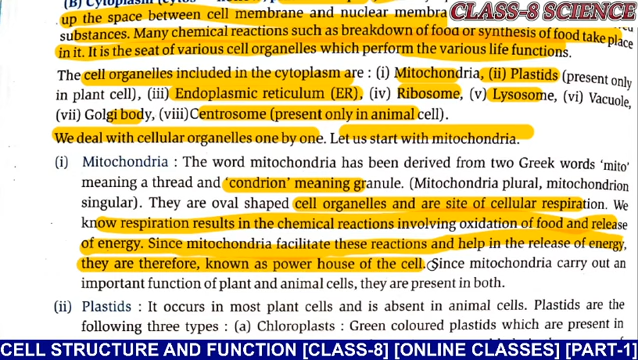 (B) Cytoplasm
CLASS-8 SCIENCE
up the space between cell membrane and nuclear membra
substances. Many chemical reactions such as breakdown of food or synthesis of food take place
in it. It is the seat of various cell organelles which perform the various life functions.
The cell organelles included in the cytoplasm are : (i) Mitochondria, (ii) Plastids (present only
in plant cell), (iii) Endoplasmic reticulum (ER), (iv) Ribosome, (v) Lysosome, (vi) Vacuole,
(vii) Golgi body, (viii) Centrosome (present only in animal cell).
We deal with cellular organelles one by one. Let us start with mitochondria.
(i) Mitochondria : The word mitochondria has been derived from two Greek words 'mito'
meaning a thread and 'condrion' meaning granule. (Mitochondria plural, mitochondrion
singular). They are oval shaped cell organelles and are site of cellular respiration. We
know respiration results in the chemical reactions involving oxidation of food and release
of energy. Since mitochondria facilitate these reactions and help in the release of energy,
they are therefore, known as power house of the cell. Since mitochondria carry out an
important function of plant and animal cells, they are present in both.
(ii) Plastids : It occurs in most plant cells and is absent in animal cells. Plastids are the
following three types : (a) Chloroplasts : Green coloured plastids which are present in
CELL STRUCTURE AND FUNCTION [CLASS-8] [ONLINE CLASSES] [PART-1]